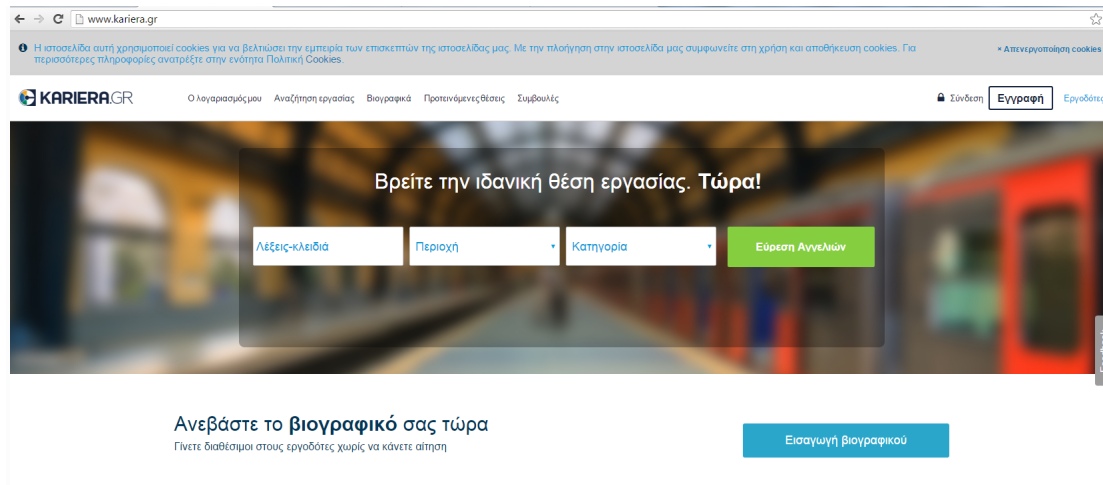 www.kariera.gr
Η ιστοσελίδα αυτή χρησιμοποιεί cookies για να βελτιώσει την εμπειρία των επισκεπτών της ιστοσελίδας μας. Με την πλοήγηση στην ιστοσελίδα μας συμφωνείτε στη χρήση και αποθήκευση cookies. Για
περισσότερες πληροφορίες ανατρέξτε στην ενότητα Πολιτική Cookies.
× Απενεργοποίηση cookies
KARIERA.GR
Ο λογαριασμός μου Αναζήτηση εργασίας Βιογραφικά Προτεινόμενες θέσεις Συμβουλές
Σύνδεση Εγγραφή Εργοδότες
Βρείτε την ιδανική θέση εργασίας. Τώρα!
Λέξεις-κλειδιά Περιοχή Κατηγορία Εύρεση Αγγελιών
Ανεβάστε το βιογραφικό σας τώρα
Γίνετε διαθέσιμοι στους εργοδότες χωρίς να κάνετε αίτηση
Εισαγωγή βιογραφικού